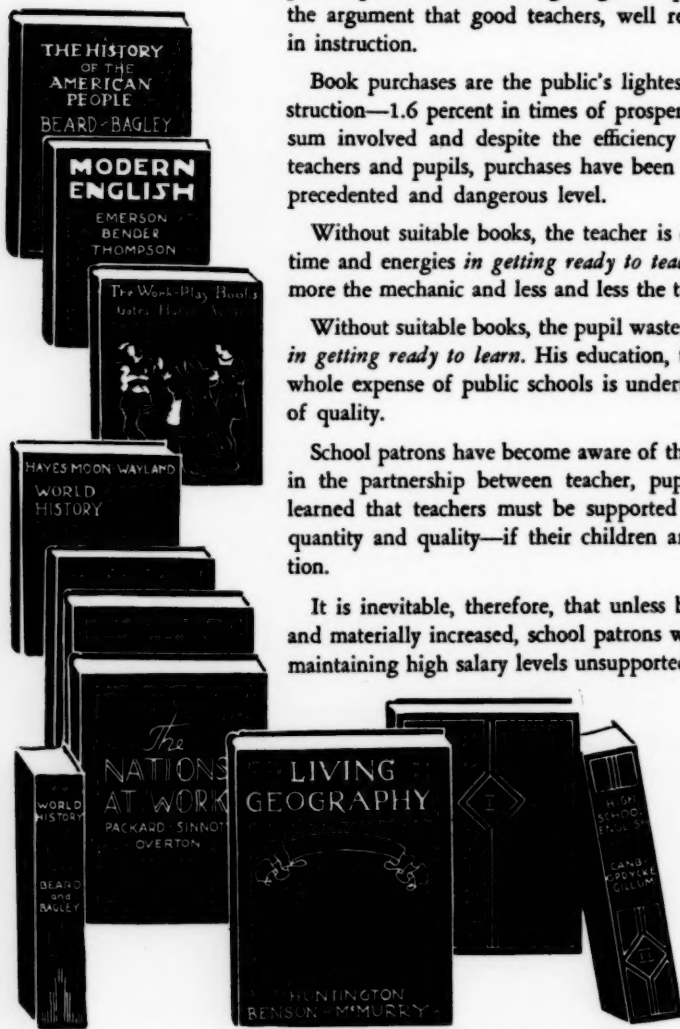 the argument that good teachers, well re
in instruction.
Book purchases are the public's lightes
struction—1.6 percent in times of prosper
sum involved and despite the efficiency
teachers and pupils, purchases have been
precedented and dangerous level.
Without suitable books, the teacher is
time and energies in getting ready to teac
more the mechanic and less and less the t
Without suitable books, the pupil waste
in getting ready to learn. His education, t
whole expense of public schools is under
of quality.
School patrons have become aware of th
in the partnership between teacher, pup
learned that teachers must be supported
quantity and quality—if their children a
tion.
It is inevitable, therefore, that unless b
and materially increased, school patrons w
maintaining high salary levels unsupported
THE HISTORY
OF THE
AMERICAN
PEOPLE
BEARD-BAGLEY
MODERN
ENGLISH
EMERSON
BENDER
THOMPSON
The Work-Play Books
HAYES-MOON-WAYLAND
WORLD
HISTORY
The
NATIONS
AT WORK
PACKARD-SINNOT
OVERTON
WORLD
HISTORY
BEARD
and
BAGLEY
LIVING
GEOGRAPHY
HUNTINGTON
BENSON-McMURRY
I
HIGH
SCHOOL
ENGLISH
CANBY
OPDYCKE
GILLUM
II